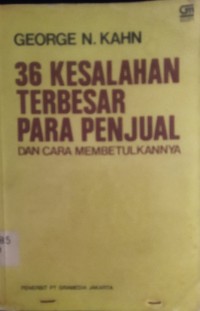 GEORGE N. KAHN
36 KESALAHAN
TERBESAR
PARA PENJUAL
DAN CARA MEMBETULKANNYA
PENERBIT PT GRAMEDIA JAKARTA